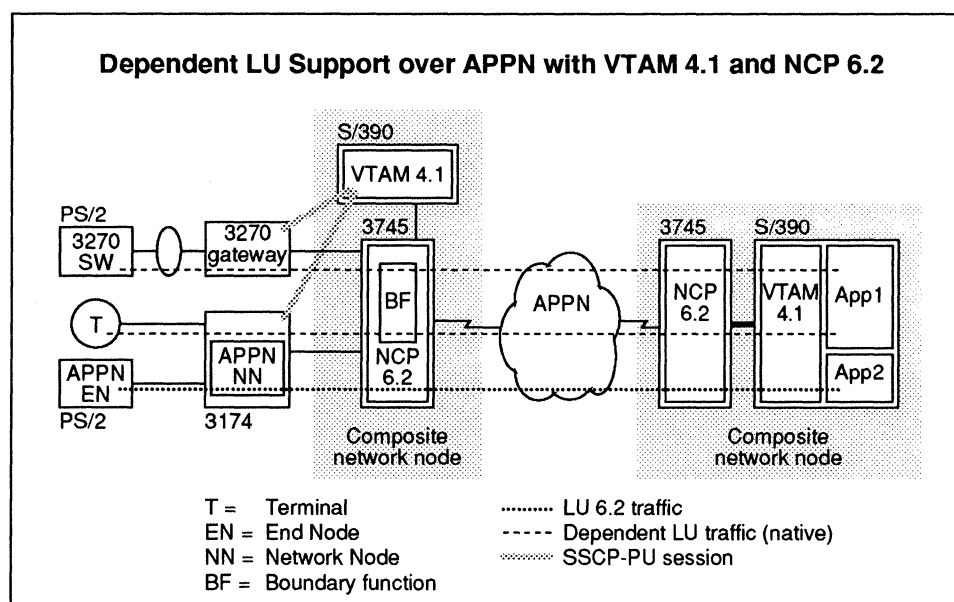 Dependent LU Support over APPN with VTAM 4.1 and NCP 6.2
S/390
VTAM 4.1
PS/2
3270
SW
3270
gateway
3745
BF
NCP
6.2
T
APPN
EN
PS/2
APPN
NN
3174
Composite
network node
APPN
3745
S/390
NCP
6.2
VTAM
4.1
App1
App2
Composite
network node
T = Terminal
EN = End Node
NN = Network Node
BF = Boundary function
LU 6.2 traffic
Dependent LU traffic (native)
SSCP-PU session